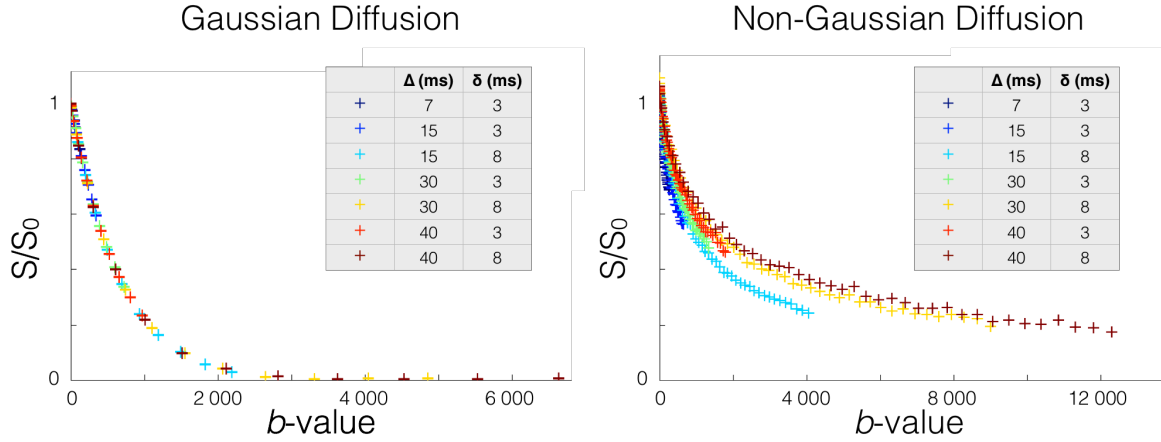 Gaussian Diffusion
Δ (ms) δ (ms)
7 3
15 3
15 8
30 3
30 8
40 3
40 8
1
0
S/S0
0 2 000 4 000 6 000
b-value
Non-Gaussian Diffusion
Δ (ms) δ (ms)
7 3
15 3
15 8
30 3
30 8
40 3
40 8
1
0
S/S0
0 4 000 8 000 12 000
b-value